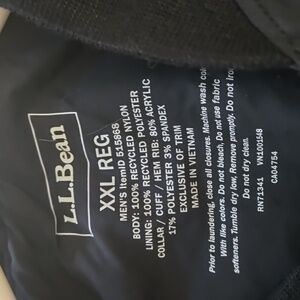 L.L.Bean
XXL REG
MEN'S ItemID 515868
BODY: 100% RECYCLED NYLON
LINING: 100% RECYCLED POLYESTER
COLLAR / CUFF / HEM RIB: 80% ACRYLIC
17% POLYESTER 3% SPANDEX
EXCLUSIVE OF TRIM
MADE IN VIETNAM
Prior to laundering, close all closures. Machine wash cold
With like colors. Do not bleach. Do not use fabric
softeners. Tumble dry low. Remove promptly. Do not iron
Do not dry clean.
RN71341 VN1001548 CA04754